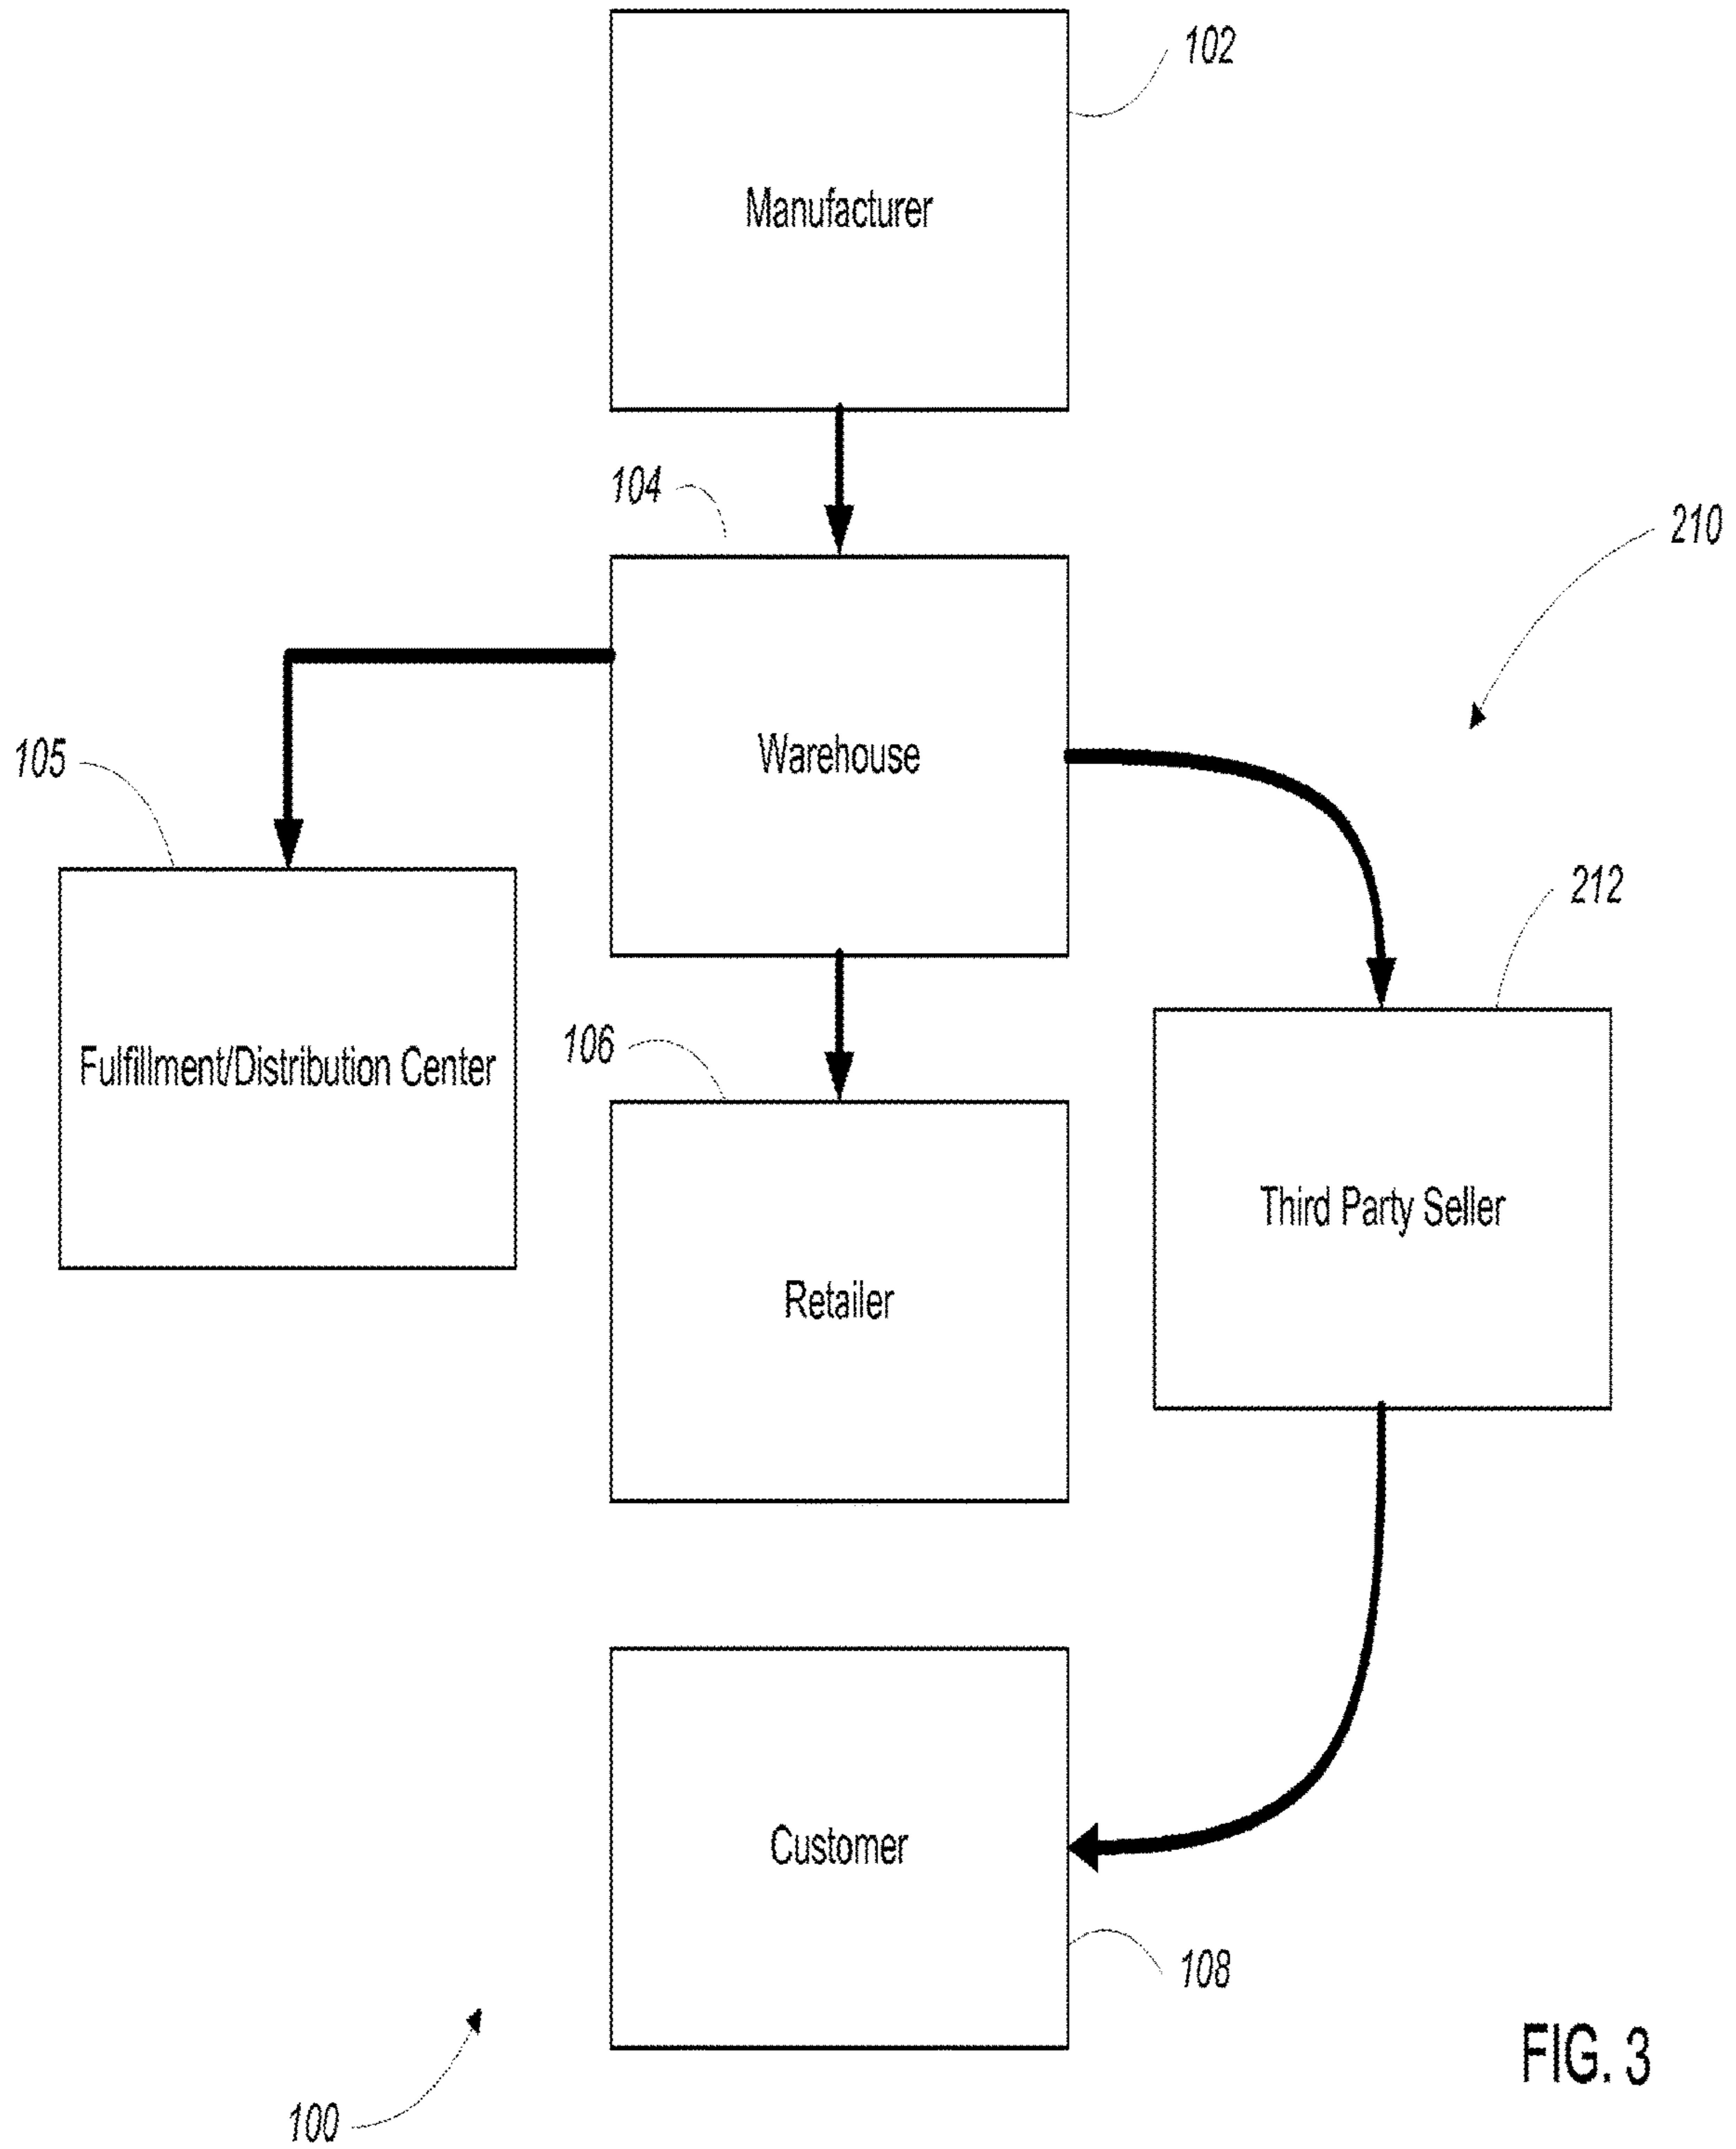 102
Manufacturer
104
210
Warehouse
105
212
106
Fulfillment/Distribution Center
Third Party Seller
Retailer
Customer
108
FIG. 3
100